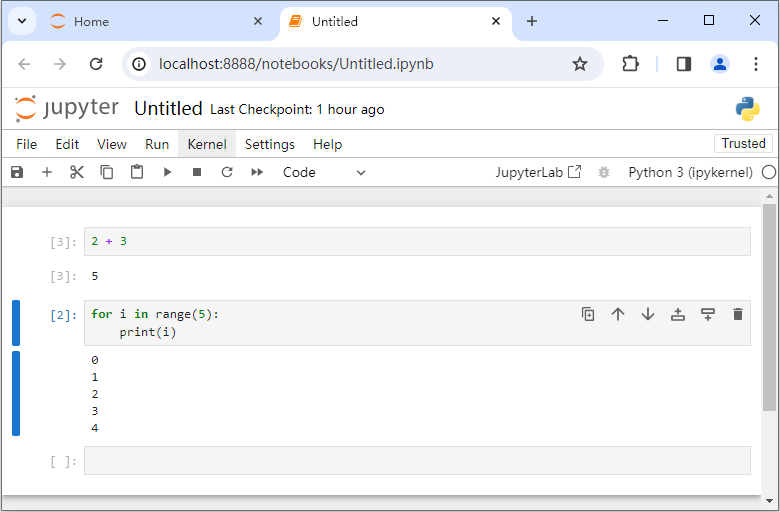 Home
Untitled
localhost:8888/notebooks/Untitled.ipynb
jupyter Untitled Last Checkpoint: 1 hour ago
File Edit View Run Kernel Settings Help
Trusted
Code
JupyterLab
Python 3 (ipykernel)
[3]: 2 + 3
[3]: 5
[2]: for i in range(5):
    print(i)
0
1
2
3
4
[ ]: